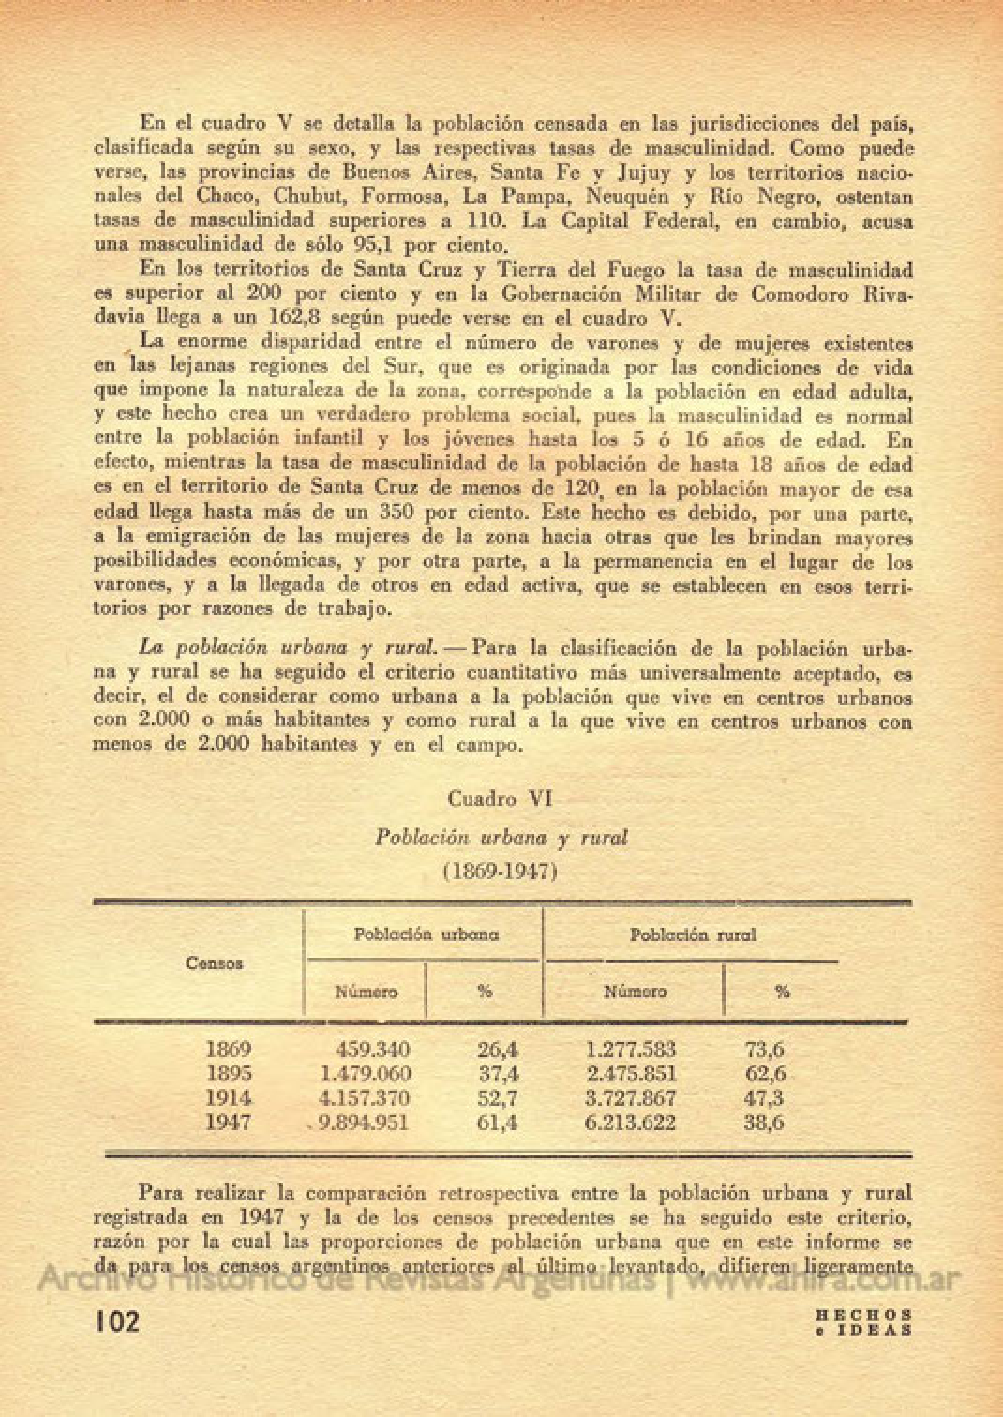 En el cuadro V se detalla la población censada en las jurisdicciones del país,
clasificada según su sexo, y las respectivas tasas de masculinidad. Como puede
verse, las provincias de Buenos Aires, Santa Fe y Jujuy y los territorios nacio-
nales del Chaco, Chubut, Formosa, La Pampa, Neuquén y Río Negro, ostentan
tasas de masculinidad superiores a 110. La Capital Federal, en cambio, acusa
una masculinidad de sólo 95,1 por ciento.
En los territorios de Santa Cruz y Tierra del Fuego la tasa de masculinidad
es superior al 200 por ciento y en la Gobernación Militar de Comodoro Riva-
davia llega a un 162,8 según puede verse en el cuadro V.
La enorme disparidad entre el número de varones y de mujeres existentes
en las lejanas regiones del Sur, que es originada por las condiciones de vida
que impone la naturaleza de la zona, corresponde a la población en edad adulta,
y este hecho crea un verdadero problema social, pues la masculinidad es normal
entre la población infantil y los jóvenes hasta los 5 ó 16 años de edad. En
efecto, mientras la tasa de masculinidad de la población de hasta 18 años de edad
es en el territorio de Santa Cruz de menos de 120, en la población mayor de esa
edad llega hasta más de un 350 por ciento. Este hecho es debido, por una parte,
a la emigración de las mujeres de la zona hacia otras que les brindan mayores
posibilidades económicas, y por otra parte, a la permanencia en el lugar de los
varones, y a la llegada de otros en edad activa, que se establecen en esos terri-
torios por razones de trabajo.
La población urbana y rural. — Para la clasificación de la población urba-
na y rural se ha seguido el criterio cuantitativo más universalmente aceptado, es
decir, el de considerar como urbana a la población que vive en centros urbanos
con 2.000 o más habitantes y como rural a la que vive en centros urbanos con
menos de 2.000 habitantes y en el campo.
Cuadro VI
Población urbana y rural
(1869-1947)
Censos Población urbana Población rural
Número % Número %
1869 459.340 26,4 1.277.583 73,6
1895 1.479.060 37,4 2.475.851 62,6
1914 4.157.370 52,7 3.727.867 47,3
1947 9.894.951 61,4 6.213.622 38,6
Para realizar la comparación retrospectiva entre la población urbana y rural
registrada en 1947 y la de los censos precedentes se ha seguido este criterio,
razón por la cual las proporciones de población urbana que en este informe se
da para los censos argentinos anteriores al último levantado, difieren ligeramente
Archivo Histórico de Revistas Argentinas | www.ahira.com.ar
102
HECHOS
e IDEAS